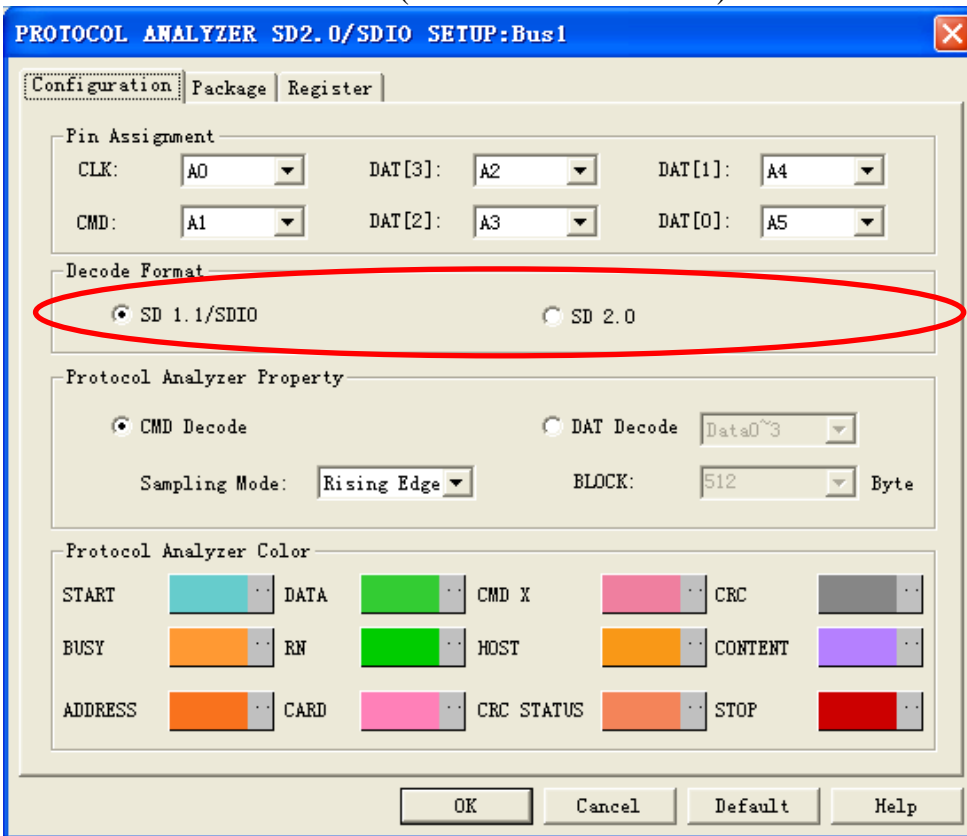 PROTOCOL ANALYZER SD2.0/SDIO SETUP:Bus1
Configuration Package Register
Pin Assignment
CLK: A0 DAT[3]: A2 DAT[1]: A4
CMD: A1 DAT[2]: A3 DAT[0]: A5
Decode Format
SD 1.1/SDIO SD 2.0
Protocol Analyzer Property
CMD Decode DAT Decode Data0~3
Sampling Mode: Rising Edge BLOCK: 512 Byte
Protocol Analyzer Color
START DATA CMD X CRC
BUSY RN HOST CONTENT
ADDRESS CARD CRC STATUS STOP
OK Cancel Default Help